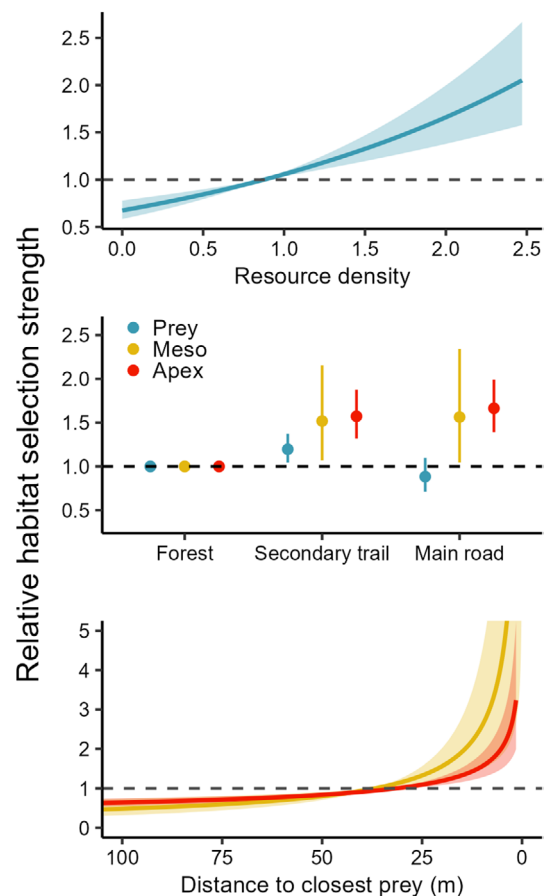 Relative habitat selection strength
2.5
2.0
1.5
1.0
0.5
0.0 0.5 1.0 1.5 2.0 2.5
Resource density
2.5
2.0
1.5
1.0
0.5
Prey
Meso
Apex
Forest Secondary trail Main road
5
4
3
2
1
0
100 75 50 25 0
Distance to closest prey (m)